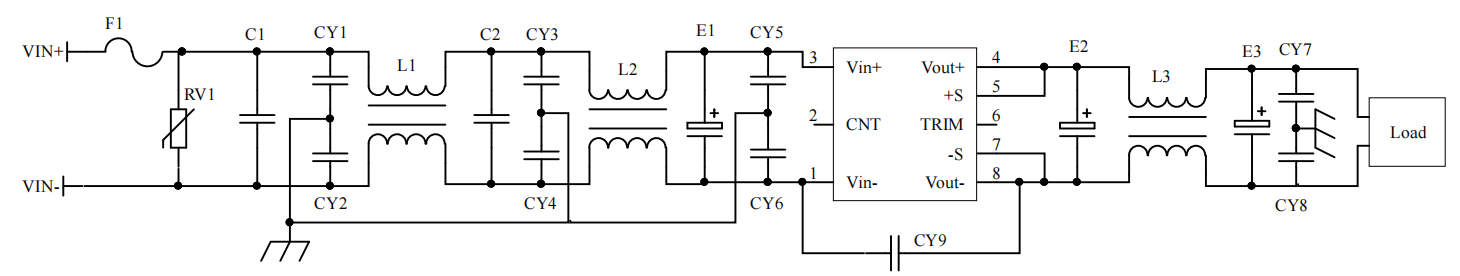 F1
VIN+
RV1
VIN-
C1
CY1
CY2
L1
C2
CY3
CY4
L2
E1
CY5
CY6
3
2
1
Vin+
CNT
Vin-
Vout+
+S
TRIM
-S
Vout-
4
5
6
7
8
CY9
E2
L3
E3
CY7
CY8
Load
+
+
+